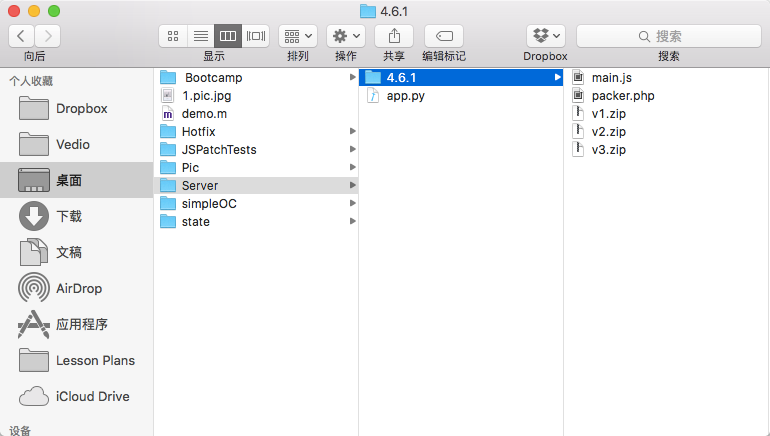 4.6.1
向后
显示
排列
操作
共享
编辑标记
Dropbox
搜索
搜索
个人收藏
Dropbox
Vedio
桌面
下载
文稿
AirDrop
应用程序
Lesson Plans
iCloud Drive
设备
Bootcamp
1.pic.jpg
demo.m
Hotfix
JSPatchTests
Pic
Server
simpleOC
state
4.6.1
app.py
main.js
packer.php
v1.zip
v2.zip
v3.zip